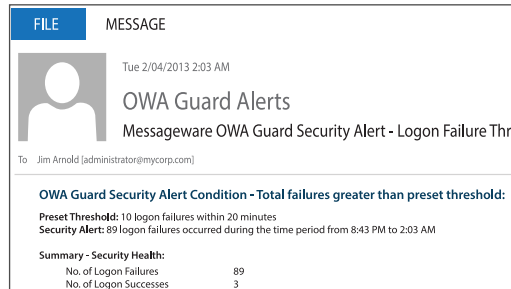 FILE MESSAGE
Tue 2/04/2013 2:03 AM
OWA Guard Alerts
Messageware OWA Guard Security Alert - Logon Failure Thr
To Jim Arnold [administrator@mycorp.com]
OWA Guard Security Alert Condition - Total failures greater than preset threshold:
Preset Threshold: 10 logon failures within 20 minutes
Security Alert: 89 logon failures occurred during the time period from 8:43 PM to 2:03 AM
Summary - Security Health:
No. of Logon Failures 89
No. of Logon Successes 3